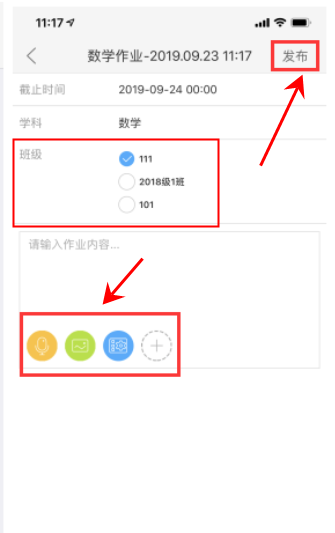 11:17
数学作业-2019.09.23 11:17
发布
截止时间 2019-09-24 00:00
学科 数学
班级 111
2018级1班
101
请输入作业内容...